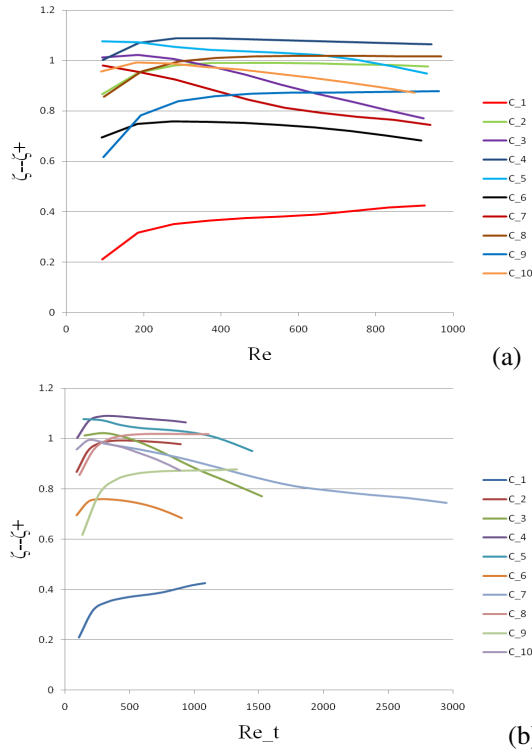 1.2
1
0.8
0.6
0.4
0.2
0
ζ--ζ+
0 200 400 600 800 1000
Re
C_1
C_2
C_3
C_4
C_5
C_6
C_7
C_8
C_9
C_10
(a)
1.2
1
0.8
0.6
0.4
0.2
0
ζ--ζ+
0 500 1000 1500 2000 2500 3000
Re_t
C_1
C_2
C_3
C_4
C_5
C_6
C_7
C_8
C_9
C_10
(b)